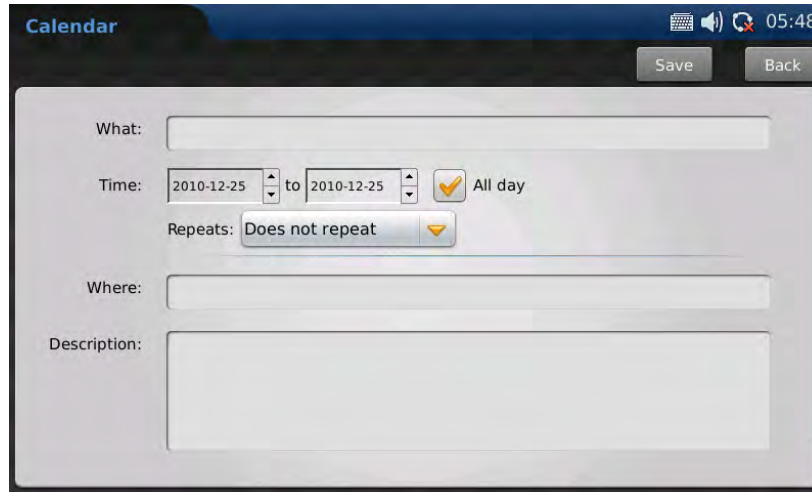 Calendar 05:48
Save Back
What:
Time: 2010-12-25 to 2010-12-25 All day
Repeats: Does not repeat
Where:
Description: